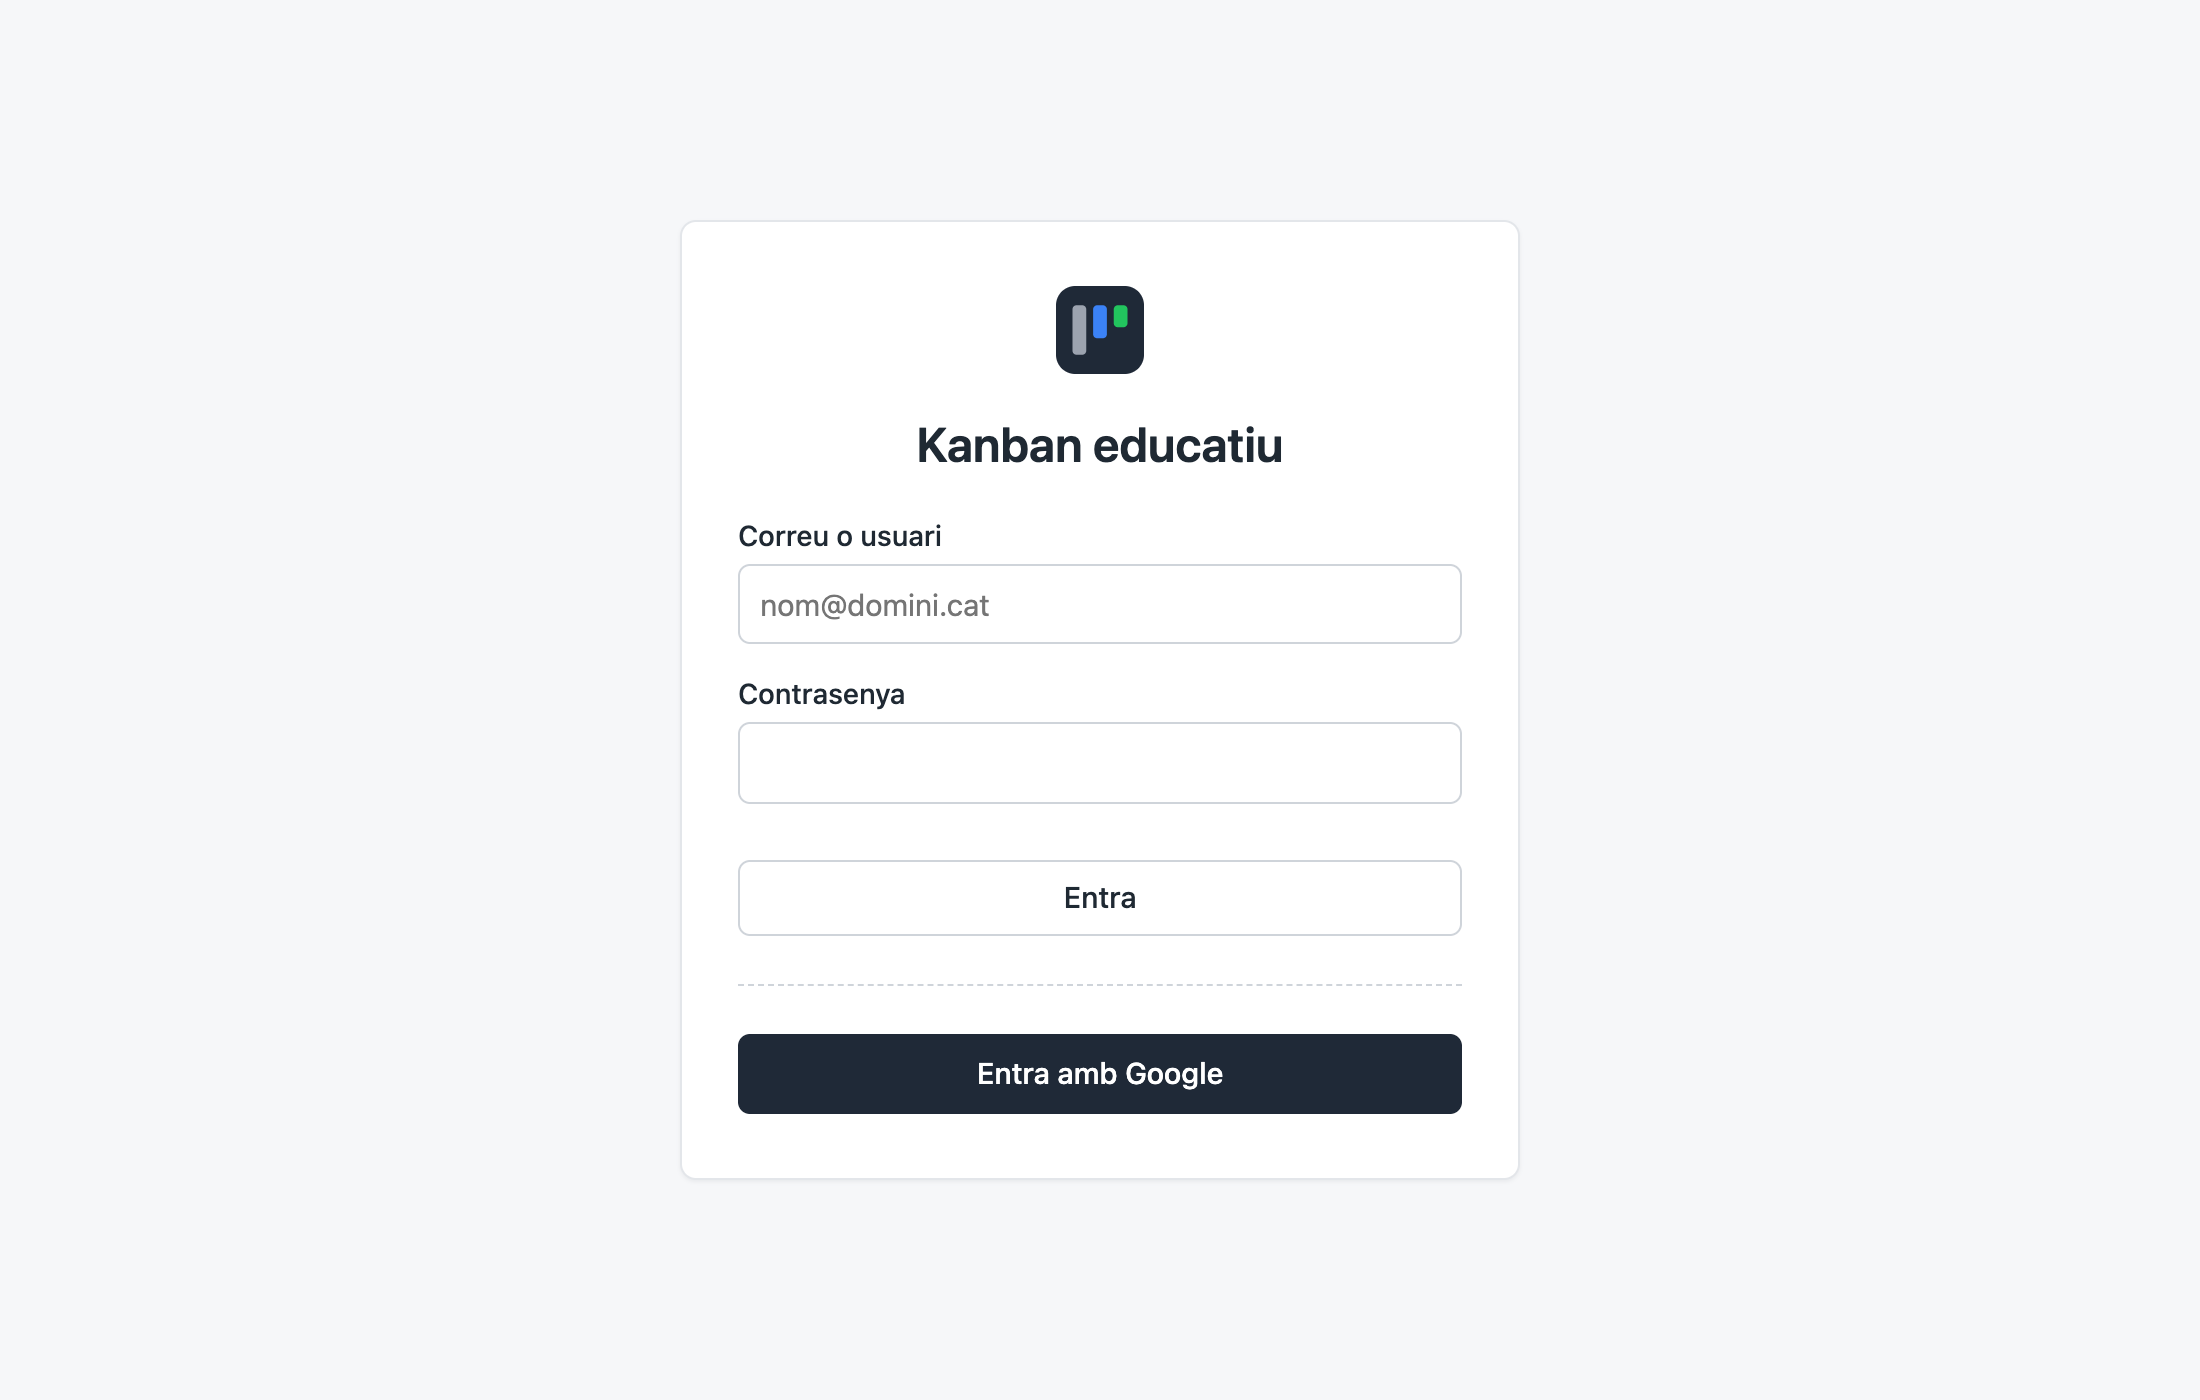 Kanban educatiu
Correu o usuari
nom@domini.cat
Contrasenya
Entra
Entra amb Google